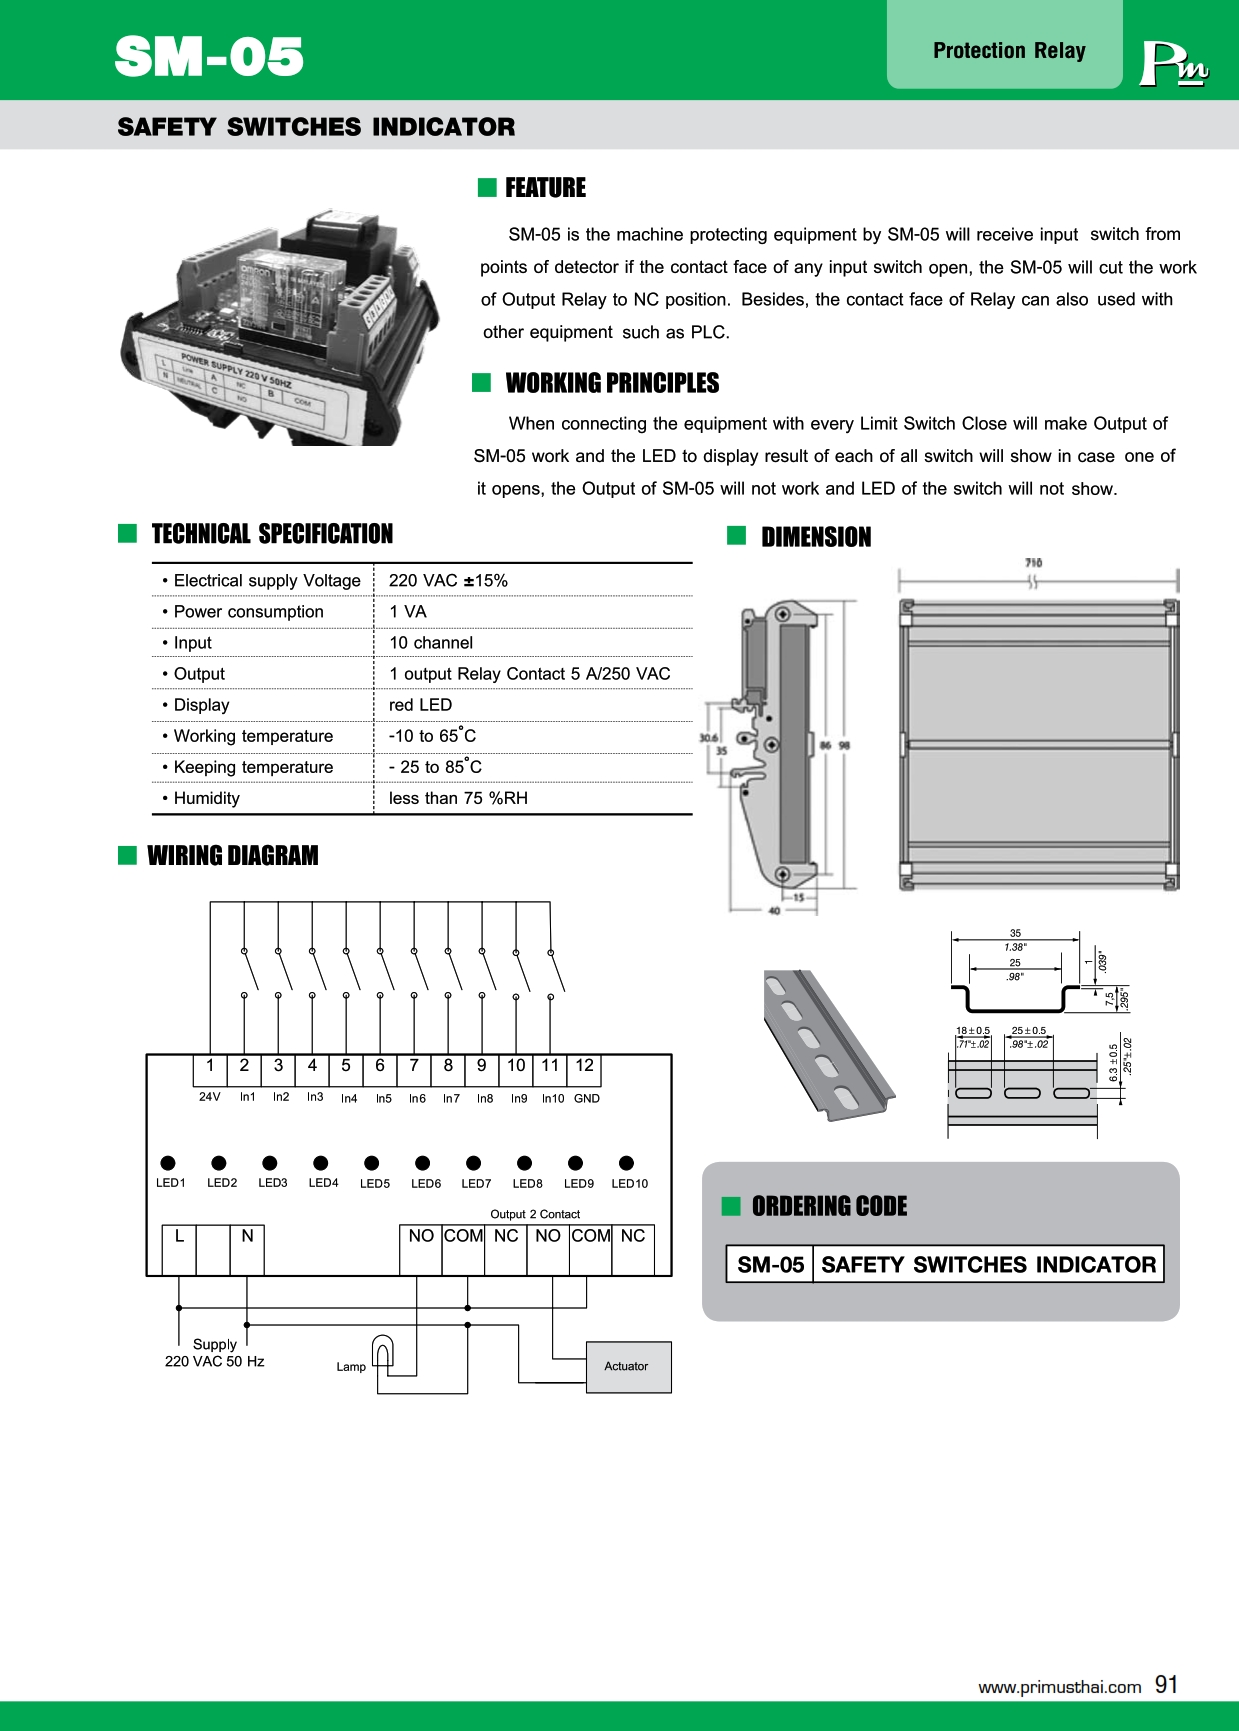 SM-05
Protection Relay
Pm
SAFETY SWITCHES INDICATOR
FEATURE
SM-05 is the machine protecting equipment by SM-05 will receive input switch from
points of detector if the contact face of any input switch open, the SM-05 will cut the work
of Output Relay to NC position. Besides, the contact face of Relay can also used with
other equipment such as PLC.
omron
POWER SUPPLY 220 V 50HZ
L Line A NC B COM
N NEUTRAL C NO
WORKING PRINCIPLES
When connecting the equipment with every Limit Switch Close will make Output of
SM-05 work and the LED to display result of each of all switch will show in case one of
it opens, the Output of SM-05 will not work and LED of the switch will not show.
TECHNICAL SPECIFICATION
• Electrical supply Voltage 220 VAC ±15%
• Power consumption 1 VA
• Input 10 channel
• Output 1 output Relay Contact 5 A/250 VAC
• Display red LED
• Working temperature -10 to 65˚C
• Keeping temperature - 25 to 85˚C
• Humidity less than 75 %RH
DIMENSION
710
30.6
35
86 98
15
40
35
1.38"
25
.98"
1
.039"
7,5
.295"
18±0.5 25±0.5
.71"±.02 .98"±.02
6.3 ±0.5
.25"±.02
WIRING DIAGRAM
1 2 3 4 5 6 7 8 9 10 11 12
24V In1 In2 In3 In4 In5 In6 In7 In8 In9 In10 GND
LED1 LED2 LED3 LED4 LED5 LED6 LED7 LED8 LED9 LED10
Output 2 Contact
L N NO COM NC NO COM NC
Supply
220 VAC 50 Hz
Lamp
Actuator
ORDERING CODE
SM-05 SAFETY SWITCHES INDICATOR
www.primusthai.com 91